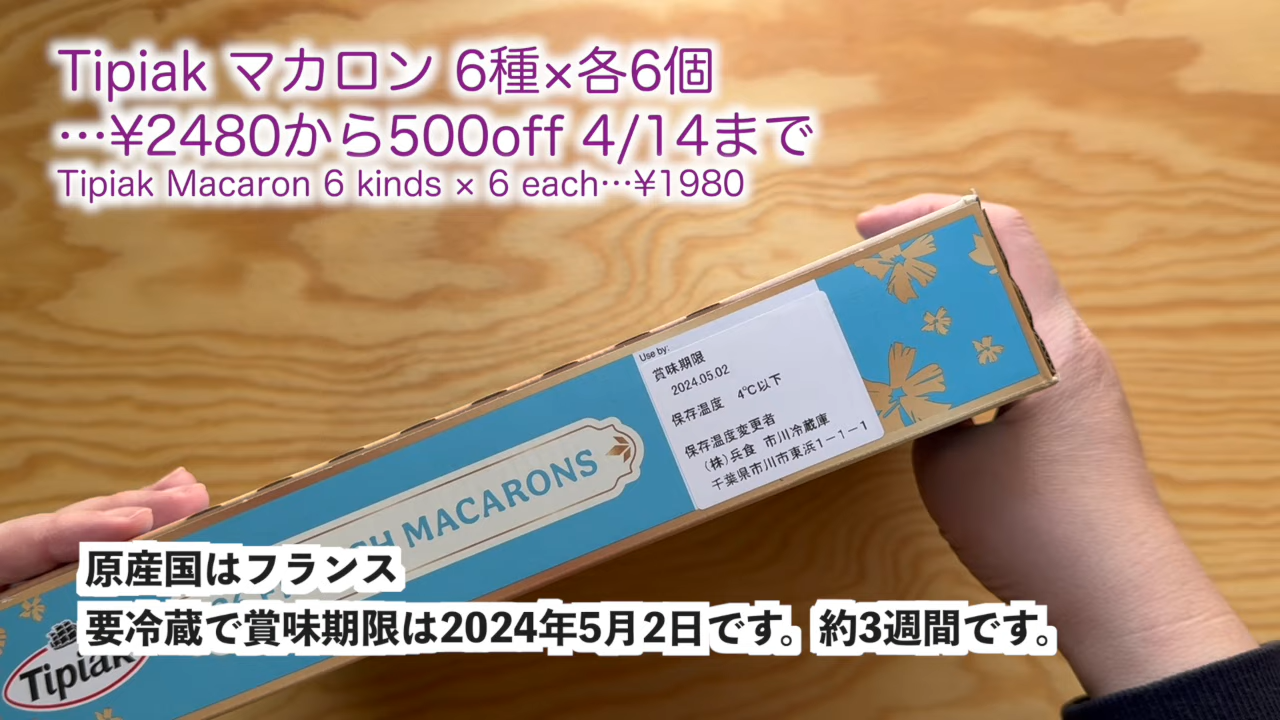 Tipiak マカロン 6種×各6個
…¥2480から500off 4/14まで
Tipiak Macaron 6 kinds × 6 each…¥1980
Use by:
賞味期限
2024.05.02
保存温度 4℃以下
保存温度変更者
(株)兵食 市川冷蔵庫
千葉県市川市東浜1-1-1
MACARONS
原産国はフランス
要冷蔵で賞味期限は2024年5月2日です。約3週間です。
Tipiak